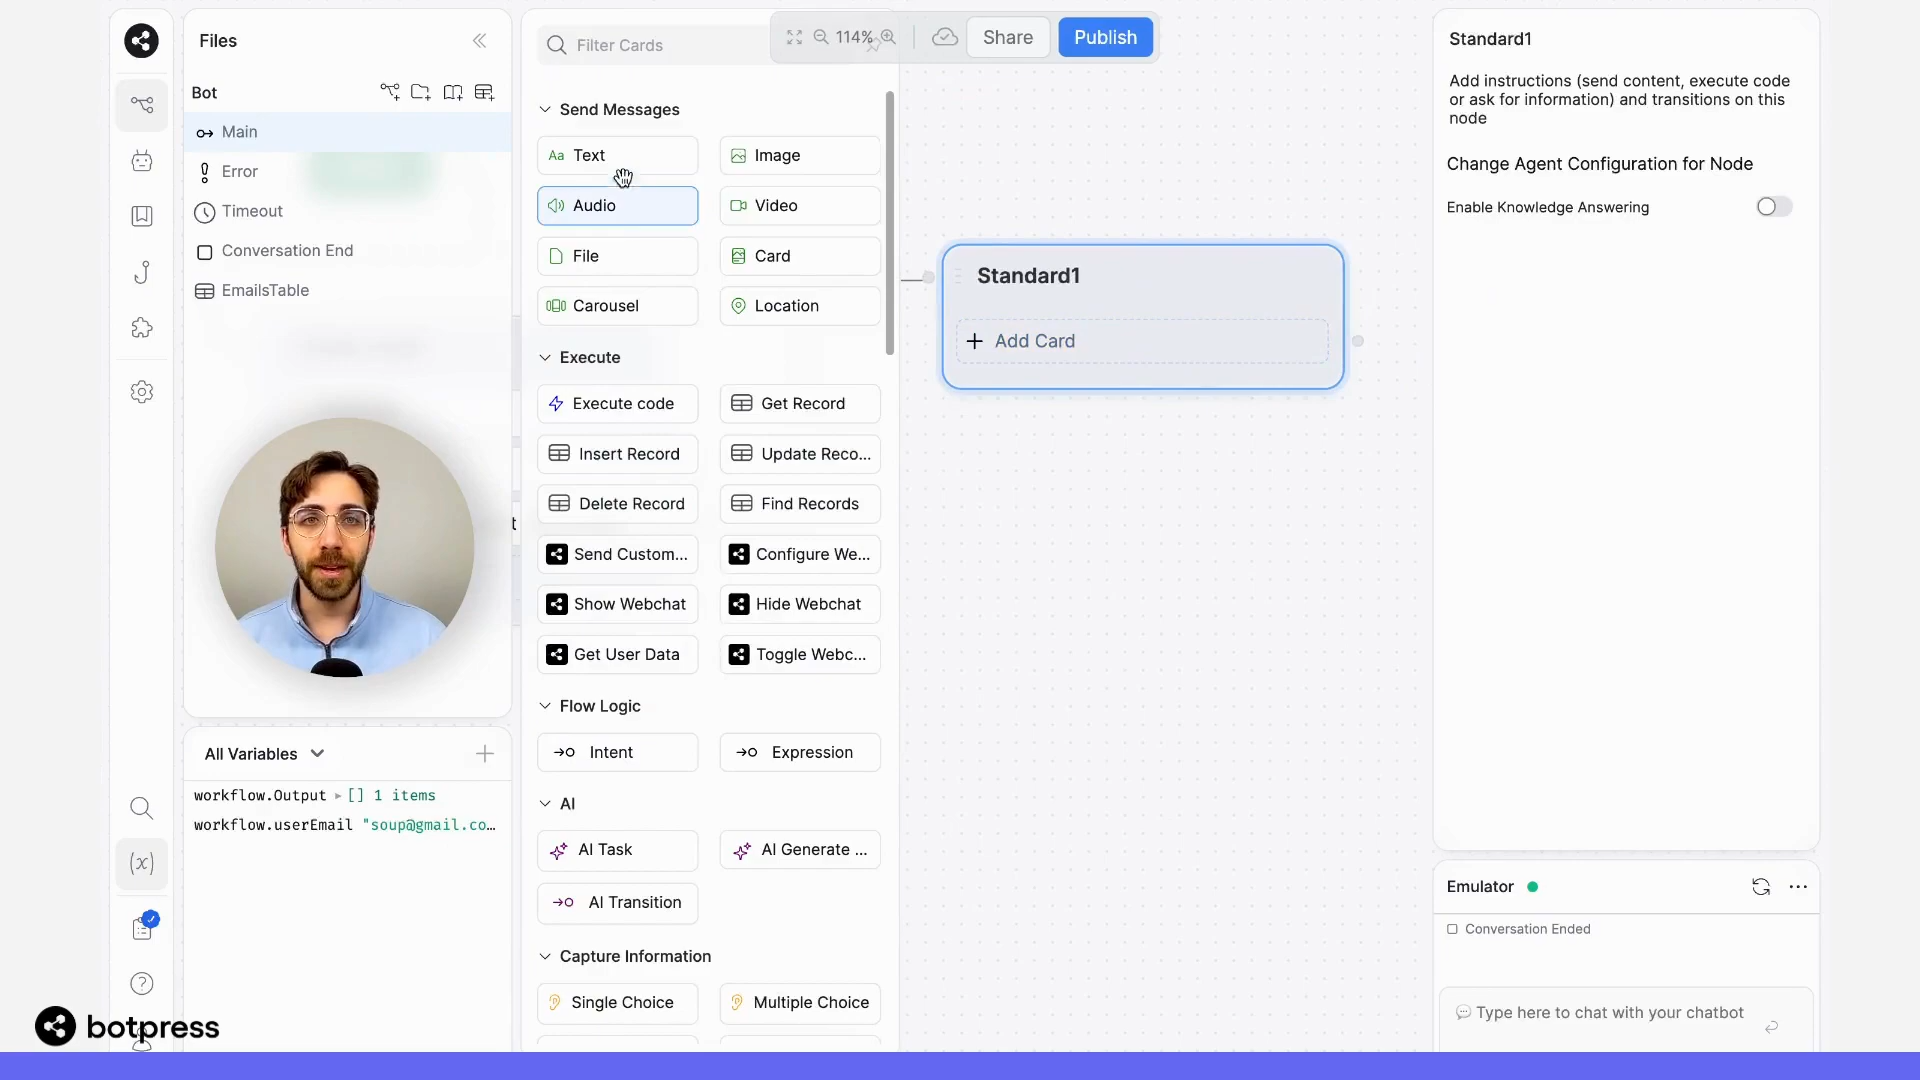 Files
Bot
Main
Error
Timeout
Conversation End
EmailsTable
All Variables
workflow.Output ▸ [] 1 items
workflow.userEmail "soup@gmail.co…
botpress
Filter Cards
114%
Share
Publish
Send Messages
Aa Text
Image
Audio
Video
File
Card
Carousel
Location
Execute
Execute code
Get Record
Insert Record
Update Reco...
Delete Record
Find Records
Send Custom...
Configure We...
Show Webchat
Hide Webchat
Get User Data
Toggle Webc...
Flow Logic
Intent
Expression
AI
AI Task
AI Generate ...
AI Transition
Capture Information
Single Choice
Multiple Choice
Standard1
Add Card
Standard1
Add instructions (send content, execute code
or ask for information) and transitions on this
node
Change Agent Configuration for Node
Enable Knowledge Answering
Emulator
Conversation Ended
Type here to chat with your chatbot
(x)
t